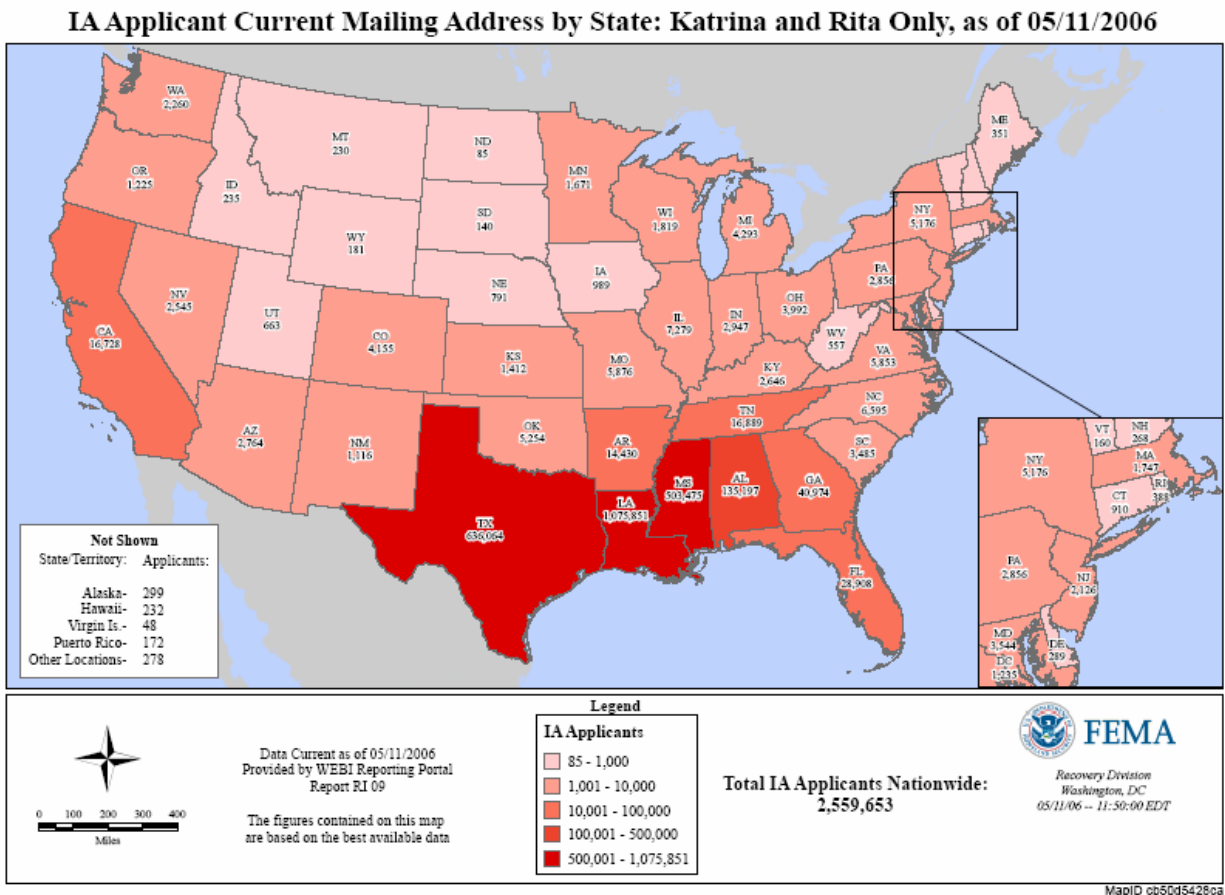 IA Applicant Current Mailing Address by State: Katrina and Rita Only, as of 05/11/2006
WA
2,260
OR
1,225
ID
235
MT
230
ND
85
SD
140
WY
181
NE
791
MN
1,671
WI
1,819
MI
4,293
IA
989
NY
5,176
ME
351
PA
2,856
CA
16,728
NV
2,545
UT
663
CO
4,155
KS
1,412
MO
5,876
IL
7,279
IN
2,947
OH
3,992
WV
557
VA
5,853
KY
2,646
NC
6,595
TN
16,889
SC
3,485
AZ
2,764
NM
1,116
OK
5,254
AR
14,430
TX
636,064
LA
1,075,851
MS
503,475
AL
135,197
GA
40,974
FL
28,908
VT
160
NH
268
NY
5,176
MA
1,747
RI
388
CT
910
PA
2,856
NJ
2,126
MD
3,544
DE
289
DC
1,235
Not Shown
State/Territory: Applicants:
Alaska- 299
Hawaii- 232
Virgin Is.- 48
Puerto Rico- 172
Other Locations- 278
0 100 200 300 400
Miles
Data Current as of 05/11/2006
Provided by WEBI Reporting Portal
Report RI 09
The figures contained on this map
are based on the best available data
Legend
IA Applicants
85 - 1,000
1,001 - 10,000
10,001 - 100,000
100,001 - 500,000
500,001 - 1,075,851
Total IA Applicants Nationwide:
2,559,653
FEMA
Recovery Division
Washington, DC
05/11/06 -- 11:50:00 EDT
MapID cb50d5428ca